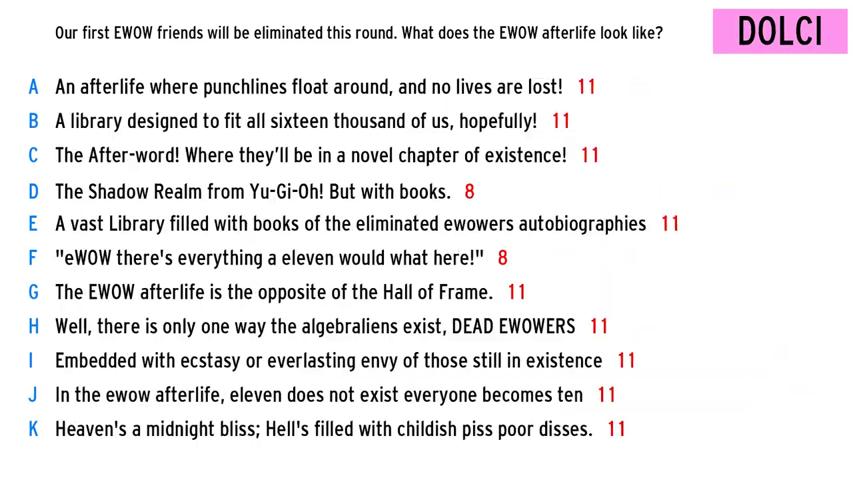 Our first EWOW friends will be eliminated this round. What does the EWOW afterlife look like?
DOLCI
A An afterlife where punchlines float around, and no lives are lost! 11
B A library designed to fit all sixteen thousand of us, hopefully! 11
C The After-word! Where they'll be in a novel chapter of existence! 11
D The Shadow Realm from Yu-Gi-Oh! But with books. 8
E A vast Library filled with books of the eliminated ewowers autobiographies 11
F "eWOW there's everything a eleven would what here!" 8
G The EWOW afterlife is the opposite of the Hall of Frame. 11
H Well, there is only one way the algebraliens exist, DEAD EWOWERS 11
I Embedded with ecstasy or everlasting envy of those still in existence 11
J In the ewow afterlife, eleven does not exist everyone becomes ten 11
K Heaven's a midnight bliss; Hell's filled with childish piss poor disses. 11